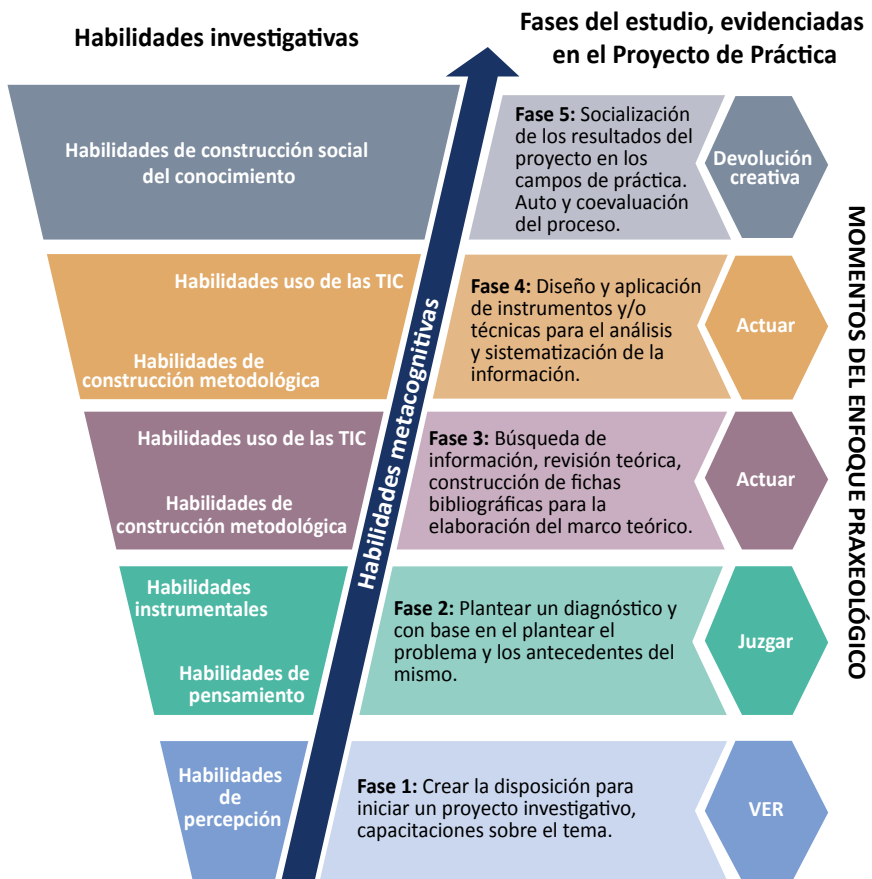 Habilidades investigativas
Fases del estudio, evidenciadas
en el Proyecto de Práctica
Habilidades de construcción social
del conocimiento
Fase 5: Socialización
de los resultados del
proyecto en los
campos de práctica.
Auto y coevaluación
del proceso.
Devolución
creativa
Habilidades uso de las TIC
Habilidades de
construcción metodológica
Fase 4: Diseño y aplicación
de instrumentos y/o
técnicas para el análisis
y sistematización de la
información.
Actuar
Habilidades uso de las TIC
Habilidades de
construcción metodológica
Fase 3: Búsqueda de
información, revisión teórica,
construcción de fichas
bibliográficas para la
elaboración del marco teórico.
Actuar
Habilidades
instrumentales
Habilidades de
pensamiento
Fase 2: Plantear un diagnóstico y
con base en el plantear el
problema y los antecedentes del
mismo.
Juzgar
Habilidades
de
percepción
Fase 1: Crear la disposición para
iniciar un proyecto investigativo,
capacitaciones sobre el tema.
VER
Habilidades metacognitivas
MOMENTOS DEL ENFOQUE PRAXEOLÓGICO